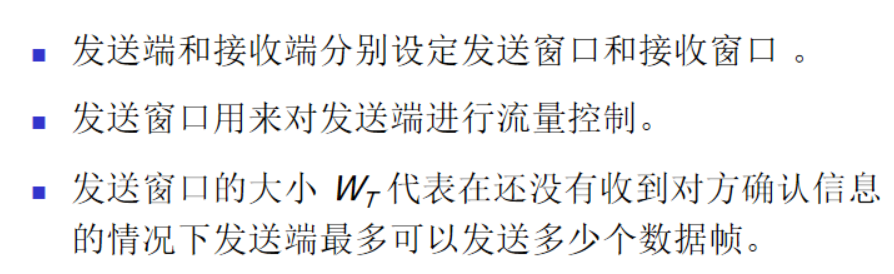 ▪ 发送端和接收端分别设定发送窗口和接收窗口 。
▪ 发送窗口用来对发送端进行流量控制。
▪ 发送窗口的大小 WT 代表在还没有收到对方确认信息
的情况下发送端最多可以发送多少个数据帧。